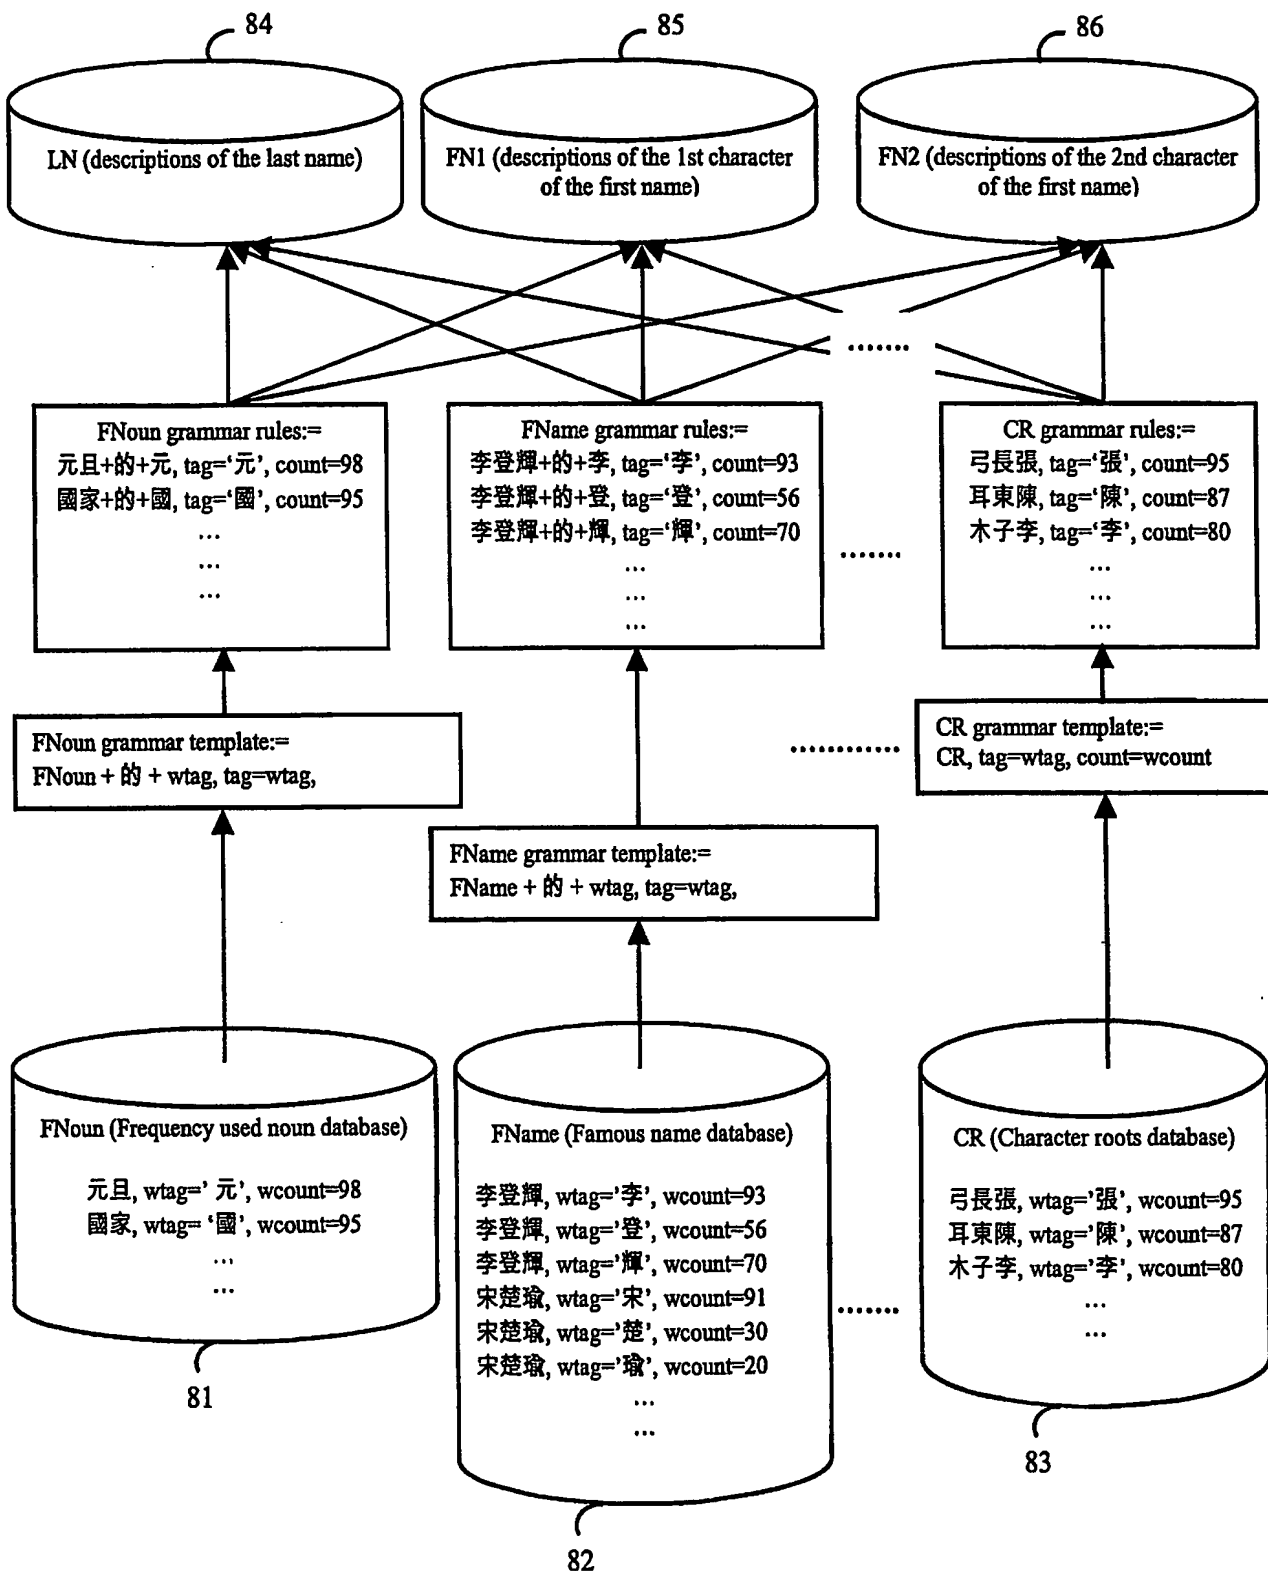 84
85
86
LN (descriptions of the last name)
FN1 (descriptions of the 1st character
of the first name)
FN2 (descriptions of the 2nd character
of the first name)
.......
FNoun grammar rules:=
元旦+的+元, tag=‘元’, count=98
國家+的+國, tag=‘國’, count=95
...
...
...
FName grammar rules:=
李登輝+的+李, tag=‘李’, count=93
李登輝+的+登, tag=‘登’, count=56
李登輝+的+輝, tag=‘輝’, count=70
...
...
...
........
CR grammar rules:=
弓長張, tag=‘張’, count=95
耳東陳, tag=‘陳’, count=87
木子李, tag=‘李’, count=80
...
...
...
FNoun grammar template:=
FNoun + 的 + wtag, tag=wtag,
..............
CR grammar template:=
CR, tag=wtag, count=wcount
FName grammar template:=
FName + 的 + wtag, tag=wtag,
FNoun (Frequency used noun database)
元旦, wtag=’ 元’, wcount=98
國家, wtag= ‘國’, wcount=95
...
...
FName (Famous name database)
李登輝, wtag=’李’, wcount=93
李登輝, wtag=’登’, wcount=56
李登輝, wtag=’輝’, wcount=70
宋楚瑜, wtag=’宋’, wcount=91
宋楚瑜, wtag=’楚’, wcount=30
宋楚瑜, wtag=’瑜’, wcount=20
...
...
........
CR (Character roots database)
弓長張, wtag=’張’, wcount=95
耳東陳, wtag=’陳’, wcount=87
木子李, wtag=’李’, wcount=80
...
...
81
82
83